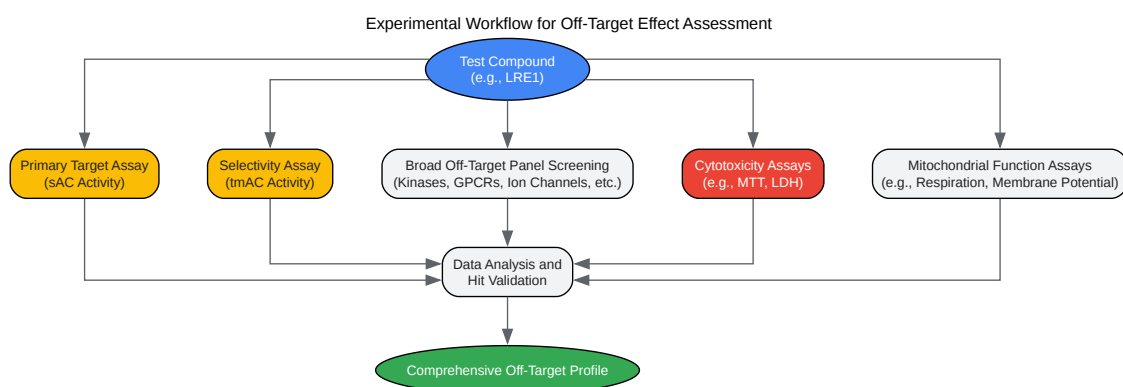 Experimental Workflow for Off-Target Effect Assessment
Test Compound
(e.g., LRE1)
Primary Target Assay
(sAC Activity)
Selectivity Assay
(tmAC Activity)
Broad Off-Target Panel Screening
(Kinases, GPCRs, Ion Channels, etc.)
Cytotoxicity Assays
(e.g., MTT, LDH)
Mitochondrial Function Assays
(e.g., Respiration, Membrane Potential)
Data Analysis and
Hit Validation
Comprehensive Off-Target Profile